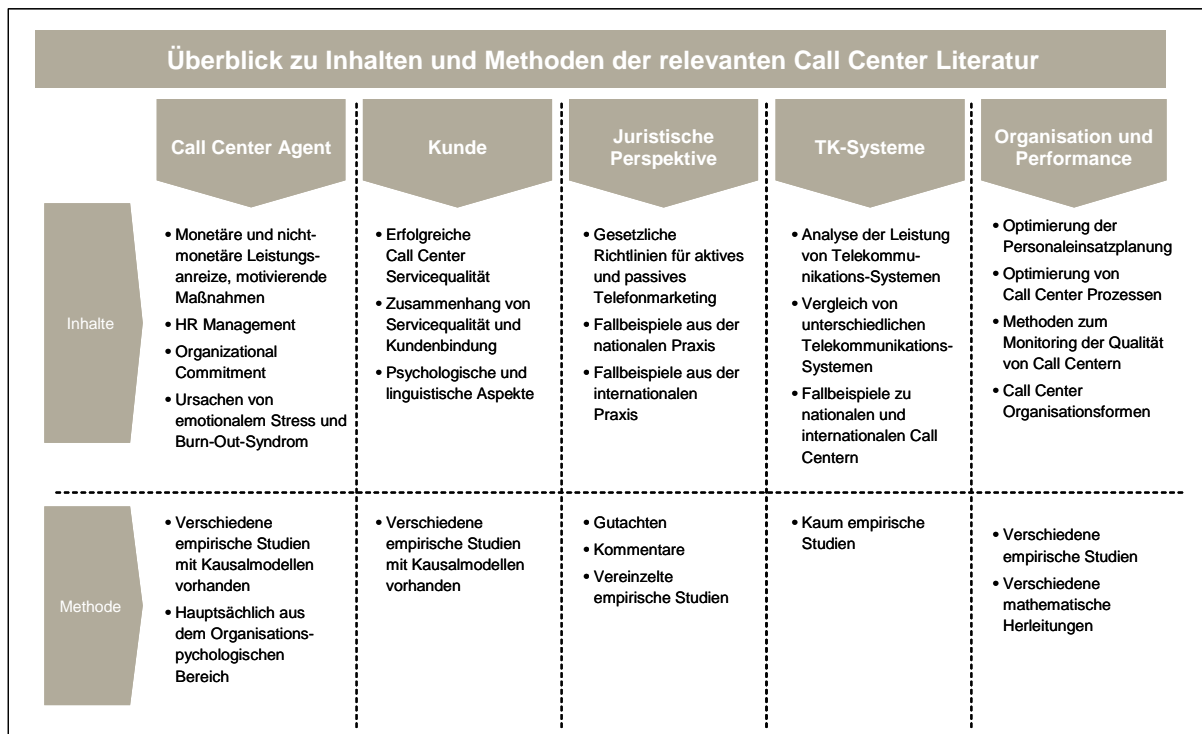 Überblick zu Inhalten und Methoden der relevanten Call Center Literatur
Call Center Agent
Kunde
Juristische
Perspektive
TK-Systeme
Organisation und
Performance
Inhalte
• Monetäre und nicht-
monetäre Leistungs-
anreize, motivierende
Maßnahmen
• HR Management
• Organizational
Commitment
• Ursachen von
emotionalem Stress und
Burn-Out-Syndrom
• Erfolgreiche
Call Center
Servicequalität
• Zusammenhang von
Servicequalität und
Kundenbindung
• Psychologische und
linguistische Aspekte
• Gesetzliche
Richtlinien für aktives
und passives
Telefonmarketing
• Fallbeispiele aus der
nationalen Praxis
• Fallbeispiele aus der
internationalen
Praxis
• Analyse der Leistung
von Telekommu-
nikations-Systemen
• Vergleich von
unterschiedlichen
Telekommunikations-
Systemen
• Fallbeispiele zu
nationalen und
internationalen Call
Centern
• Optimierung der
Personaleinsatzplanung
• Optimierung von
Call Center Prozessen
• Methoden zum
Monitoring der Qualität
von Call Centern
• Call Center
Organisationsformen
Methode
• Verschiedene
empirische Studien
mit Kausalmodellen
vorhanden
• Hauptsächlich aus
dem Organisations-
pychologischen
Bereich
• Verschiedene
empirische Studien
mit Kausalmodellen
vorhanden
• Gutachten
• Kommentare
• Vereinzelte
empirische Studien
• Kaum empirische
Studien
• Verschiedene
empirische Studien
• Verschiedene
mathematische
Herleitungen